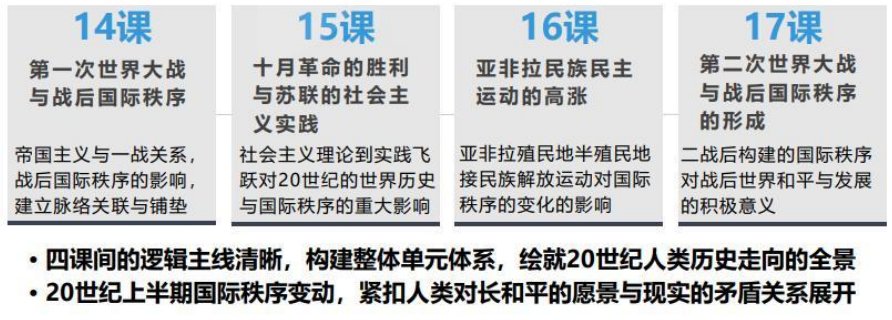 14课
第一次世界大战
与战后国际秩序
帝国主义与一战关系，
战后国际秩序的影响，
建立脉络关联与铺垫
15课
十月革命的胜利
与苏联的社会主
义实践
社会主义理论到实践飞
跃对20世纪的世界历史
与国际秩序的重大影响
16课
亚非拉民族民主
运动的高涨
亚非拉殖民地半殖民地
接民族解放运动对国际
秩序的变化的影响
17课
第二次世界大战
与战后国际秩序
的形成
二战后构建的国际秩序
对战后世界和平与发展
的积极意义
• 四课间的逻辑主线清晰，构建整体单元体系，绘就20世纪人类历史走向的全景
• 20世纪上半期国际秩序变动，紧扣人类对长和平的愿景与现实的矛盾关系展开